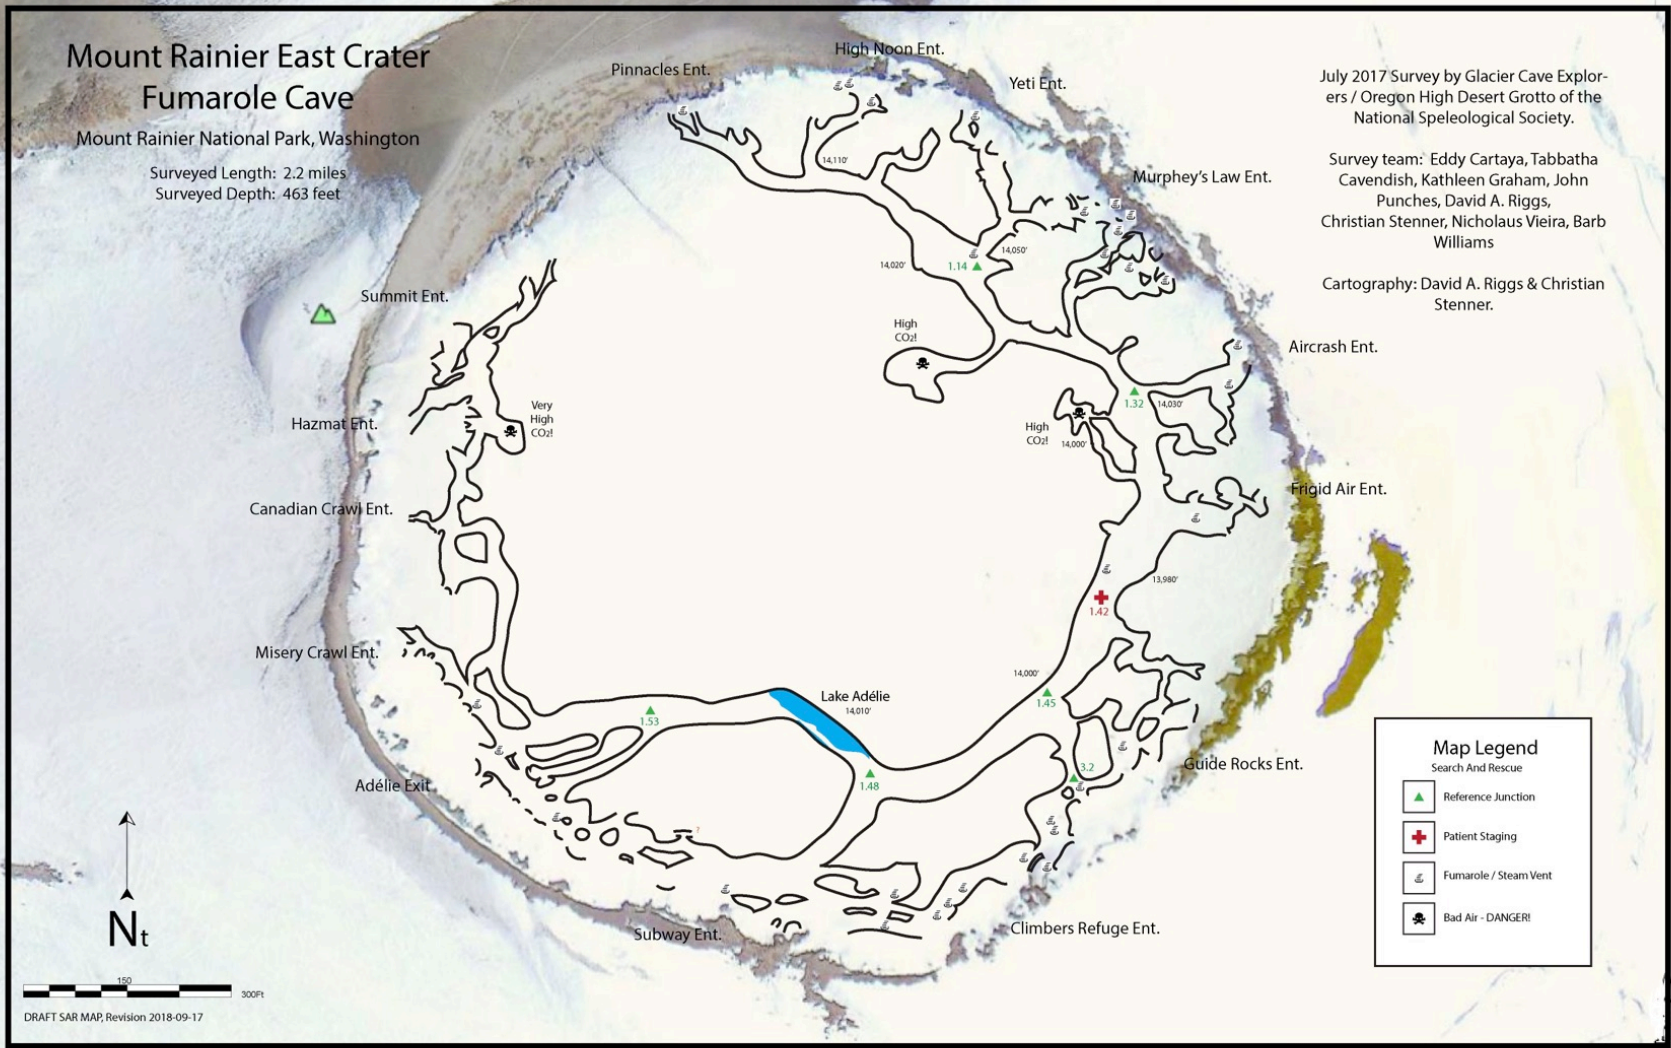 Mount Rainier East Crater
Fumarole Cave
Mount Rainier National Park, Washington
Surveyed Length: 2.2 miles
Surveyed Depth: 463 feet
July 2017 Survey by Glacier Cave Explor-
ers / Oregon High Desert Grotto of the
National Speleological Society.
Survey team: Eddy Cartaya, Tabbatha
Cavendish, Kathleen Graham, John
Punches, David A. Riggs,
Christian Stenner, Nicholaus Vieira, Barb
Williams
Cartography: David A. Riggs & Christian
Stenner.
High Noon Ent.
Pinnacles Ent.
Yeti Ent.
14,110'
Murphey's Law Ent.
14,050'
14,020'
1.14
Summit Ent.
High
CO2!
Aircrash Ent.
1.32
14,030'
Very
High
CO2!
Hazmat Ent.
High
CO2!
14,000'
Frigid Air Ent.
Canadian Crawl Ent.
13,980'
1.42
Misery Crawl Ent.
14,000'
Lake Adélie
14,010'
1.45
1.53
Guide Rocks Ent.
3.2
1.48
Adélie Exit
?
Climbers Refuge Ent.
Subway Ent.
Map Legend
Search And Rescue
Reference Junction
Patient Staging
Fumarole / Steam Vent
Bad Air - DANGER!
Nt
150
300Ft
DRAFT SAR MAP, Revision 2018-09-17